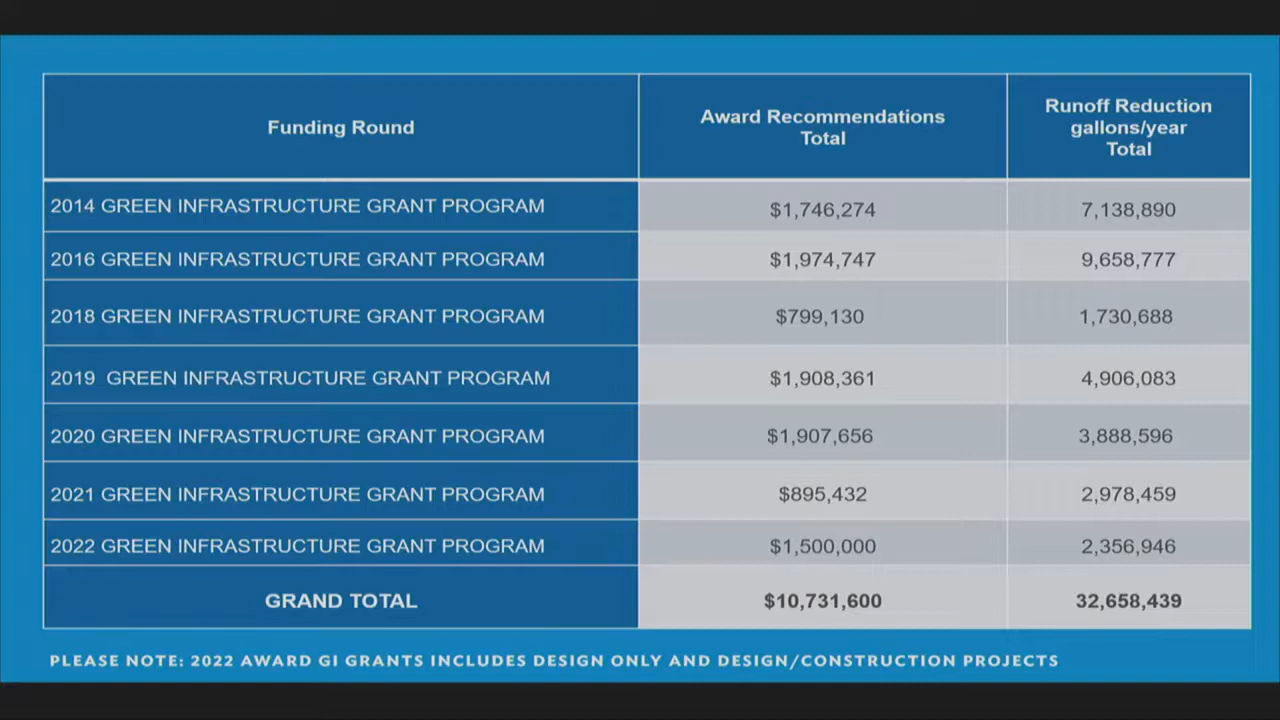 Funding Round
Award Recommendations
Total
Runoff Reduction
gallons/year
Total
2014 GREEN INFRASTRUCTURE GRANT PROGRAM $1,746,274 7,138,890
2016 GREEN INFRASTRUCTURE GRANT PROGRAM $1,974,747 9,658,777
2018 GREEN INFRASTRUCTURE GRANT PROGRAM $799,130 1,730,688
2019 GREEN INFRASTRUCTURE GRANT PROGRAM $1,908,361 4,906,083
2020 GREEN INFRASTRUCTURE GRANT PROGRAM $1,907,656 3,888,596
2021 GREEN INFRASTRUCTURE GRANT PROGRAM $895,432 2,978,459
2022 GREEN INFRASTRUCTURE GRANT PROGRAM $1,500,000 2,356,946
GRAND TOTAL $10,731,600 32,658,439
PLEASE NOTE: 2022 AWARD GI GRANTS INCLUDES DESIGN ONLY AND DESIGN/CONSTRUCTION PROJECTS